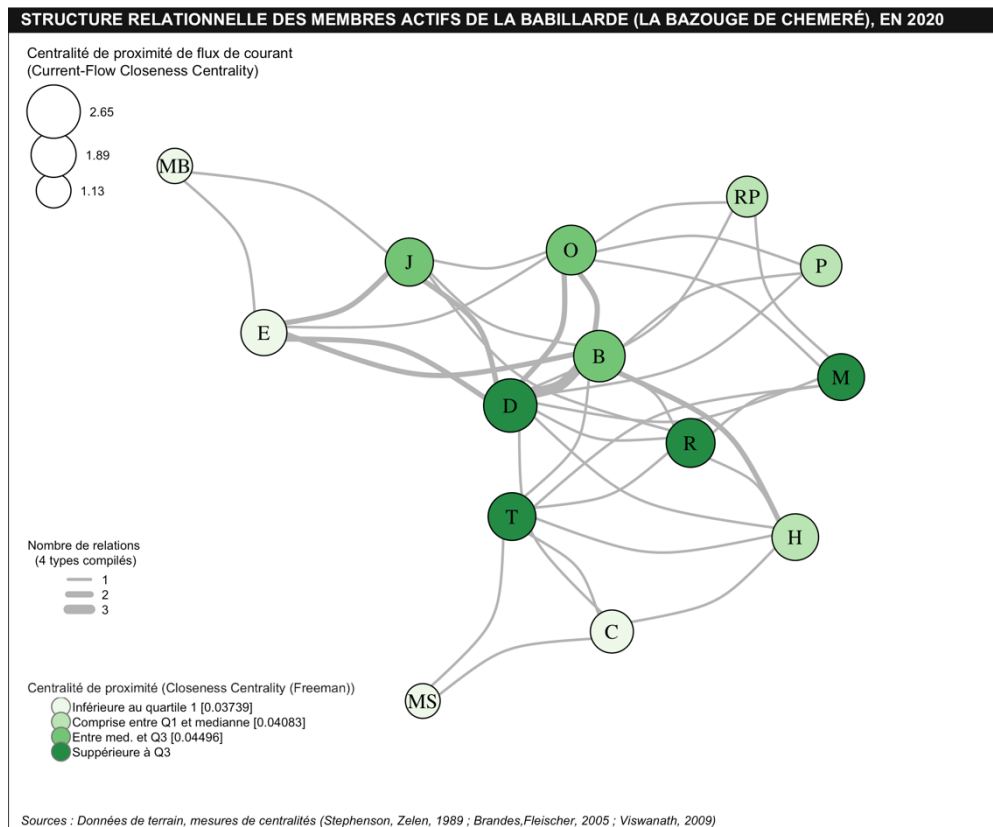 STRUCTURE RELATIONNELLE DES MEMBRES ACTIFS DE LA BABILLARDE (LA BAZOUGE DE CHEMERÉ), EN 2020
Centralité de proximité de flux de courant
(Current-Flow Closeness Centrality)
2.65
1.89
1.13
MB
RP
O
J
P
E
B
M
D
R
T
H
C
MS
Nombre de relations
(4 types compilés)
1
2
3
Centralité de proximité (Closeness Centrality (Freeman))
Inférieure au quartile 1 [0.03739]
Comprise entre Q1 et medianne [0.04083]
Entre med. et Q3 [0.04496]
Suppérieure à Q3
Sources : Données de terrain, mesures de centralités (Stephenson, Zelen, 1989 ; Brandes,Fleischer, 2005 ; Viswanath, 2009)